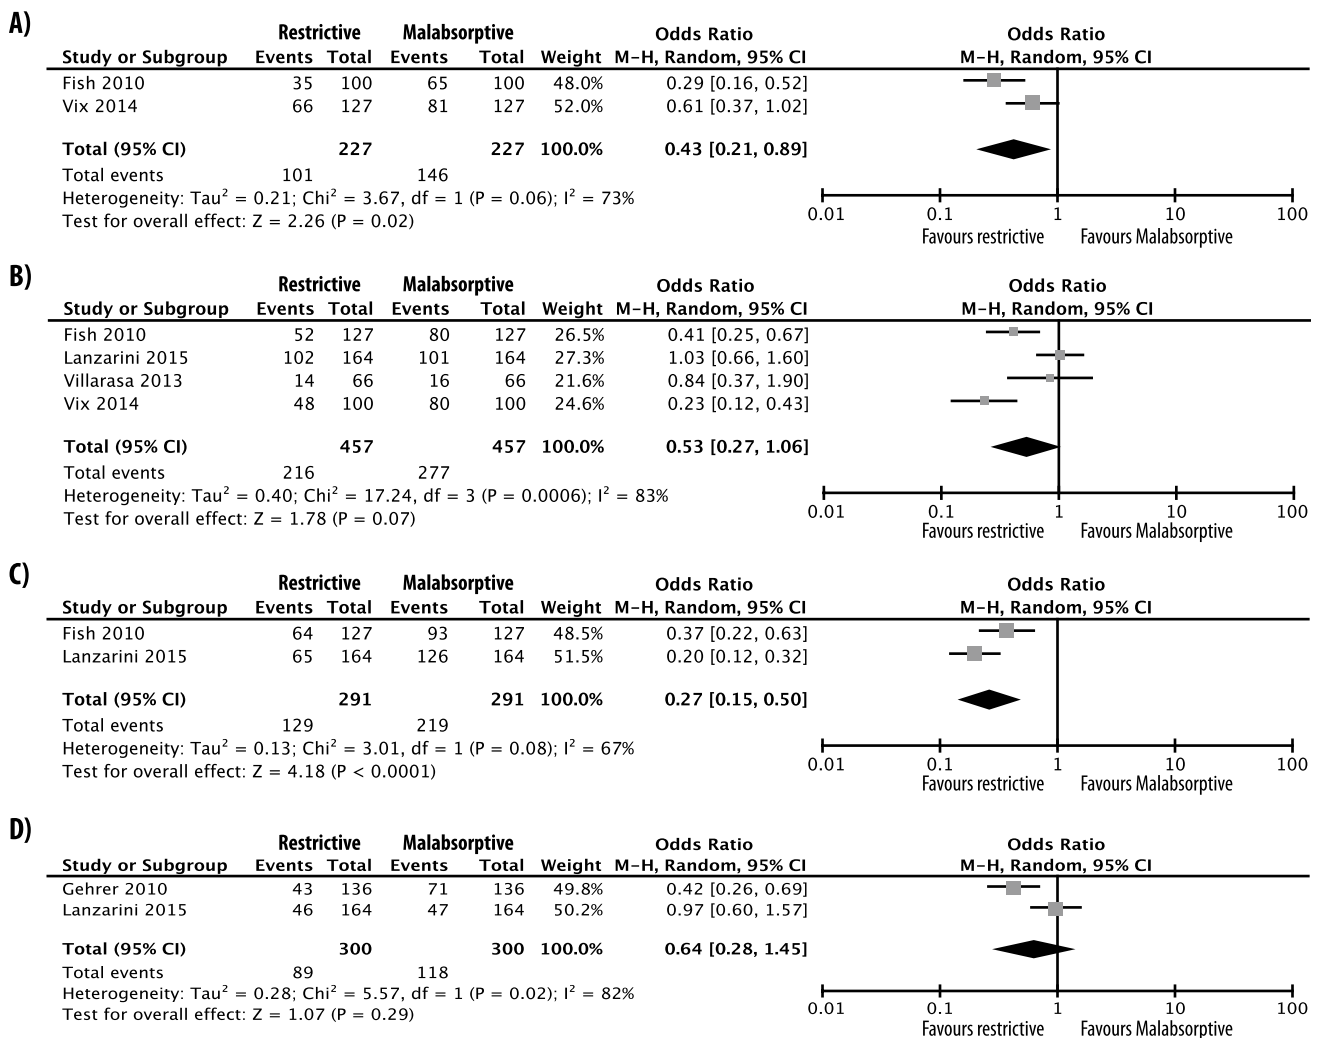 A)
Restrictive Malabsorptive Odds Ratio Odds Ratio
Study or Subgroup Events Total Events Total Weight M-H, Random, 95% CI M-H, Random, 95% CI
Fish 2010 35 100 65 100 48.0% 0.29 [0.16, 0.52]
Vix 2014 66 127 81 127 52.0% 0.61 [0.37, 1.02]
Total (95% CI) 227 227 100.0% 0.43 [0.21, 0.89]
Total events 101 146
Heterogeneity: Tau² = 0.21; Chi² = 3.67, df = 1 (P = 0.06); I² = 73%
Test for overall effect: Z = 2.26 (P = 0.02)
0.01 0.1 1 10 100
Favours restrictive Favours Malabsorptive
B)
Restrictive Malabsorptive Odds Ratio Odds Ratio
Study or Subgroup Events Total Events Total Weight M-H, Random, 95% CI M-H, Random, 95% CI
Fish 2010 52 127 80 127 26.5% 0.41 [0.25, 0.67]
Lanzarini 2015 102 164 101 164 27.3% 1.03 [0.66, 1.60]
Villarasa 2013 14 66 16 66 21.6% 0.84 [0.37, 1.90]
Vix 2014 48 100 80 100 24.6% 0.23 [0.12, 0.43]
Total (95% CI) 457 457 100.0% 0.53 [0.27, 1.06]
Total events 216 277
Heterogeneity: Tau² = 0.40; Chi² = 17.24, df = 3 (P = 0.0006); I² = 83%
Test for overall effect: Z = 1.78 (P = 0.07)
0.01 0.1 1 10 100
Favours restrictive Favours Malabsorptive
C)
Restrictive Malabsorptive Odds Ratio Odds Ratio
Study or Subgroup Events Total Events Total Weight M-H, Random, 95% CI M-H, Random, 95% CI
Fish 2010 64 127 93 127 48.5% 0.37 [0.22, 0.63]
Lanzarini 2015 65 164 126 164 51.5% 0.20 [0.12, 0.32]
Total (95% CI) 291 291 100.0% 0.27 [0.15, 0.50]
Total events 129 219
Heterogeneity: Tau² = 0.13; Chi² = 3.01, df = 1 (P = 0.08); I² = 67%
Test for overall effect: Z = 4.18 (P < 0.0001)
0.01 0.1 1 10 100
Favours restrictive Favours Malabsorptive
D)
Restrictive Malabsorptive Odds Ratio Odds Ratio
Study or Subgroup Events Total Events Total Weight M-H, Random, 95% CI M-H, Random, 95% CI
Gehrer 2010 43 136 71 136 49.8% 0.42 [0.26, 0.69]
Lanzarini 2015 46 164 47 164 50.2% 0.97 [0.60, 1.57]
Total (95% CI) 300 300 100.0% 0.64 [0.28, 1.45]
Total events 89 118
Heterogeneity: Tau² = 0.28; Chi² = 5.57, df = 1 (P = 0.02); I² = 82%
Test for overall effect: Z = 1.07 (P = 0.29)
0.01 0.1 1 10 100
Favours restrictive Favours Malabsorptive